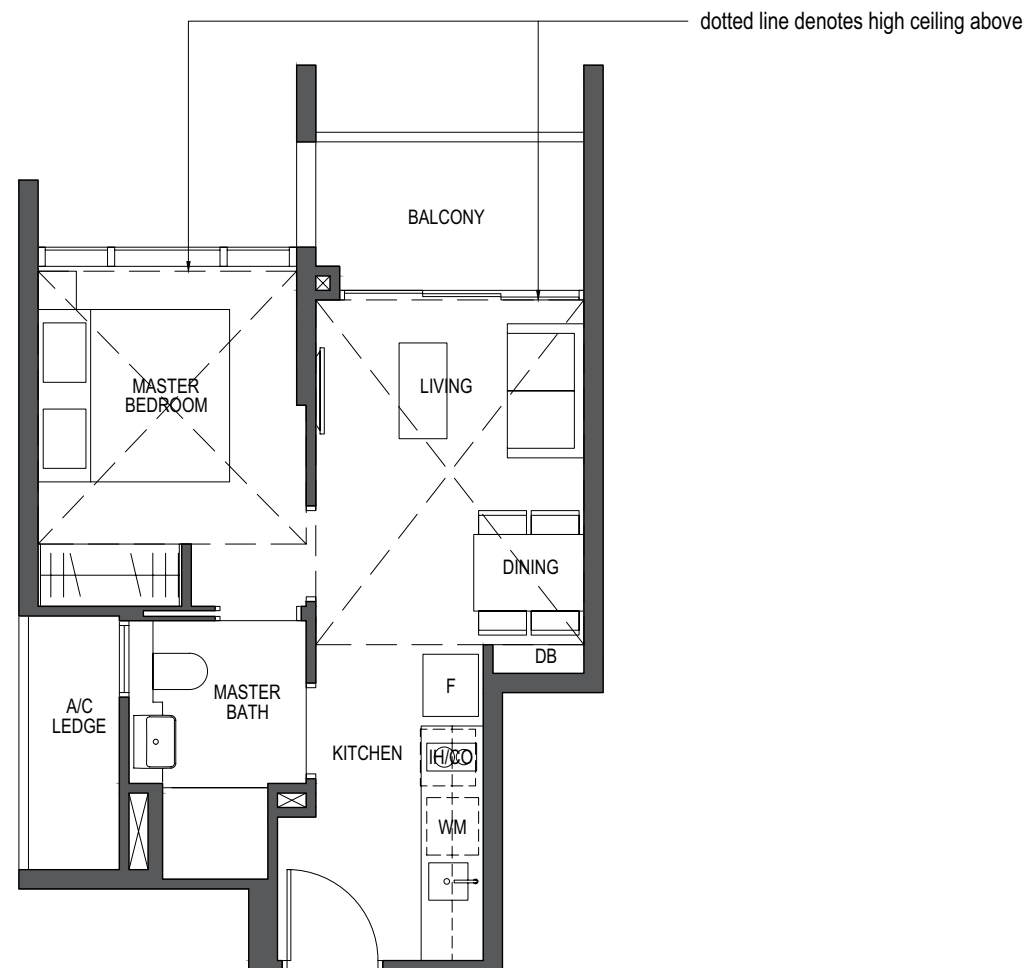 dotted line denotes high ceiling above
BALCONY
MASTER
BEDROOM
LIVING
DINING
DB
F
A/C
LEDGE
MASTER
BATH
KITCHEN
IH/CO
WM